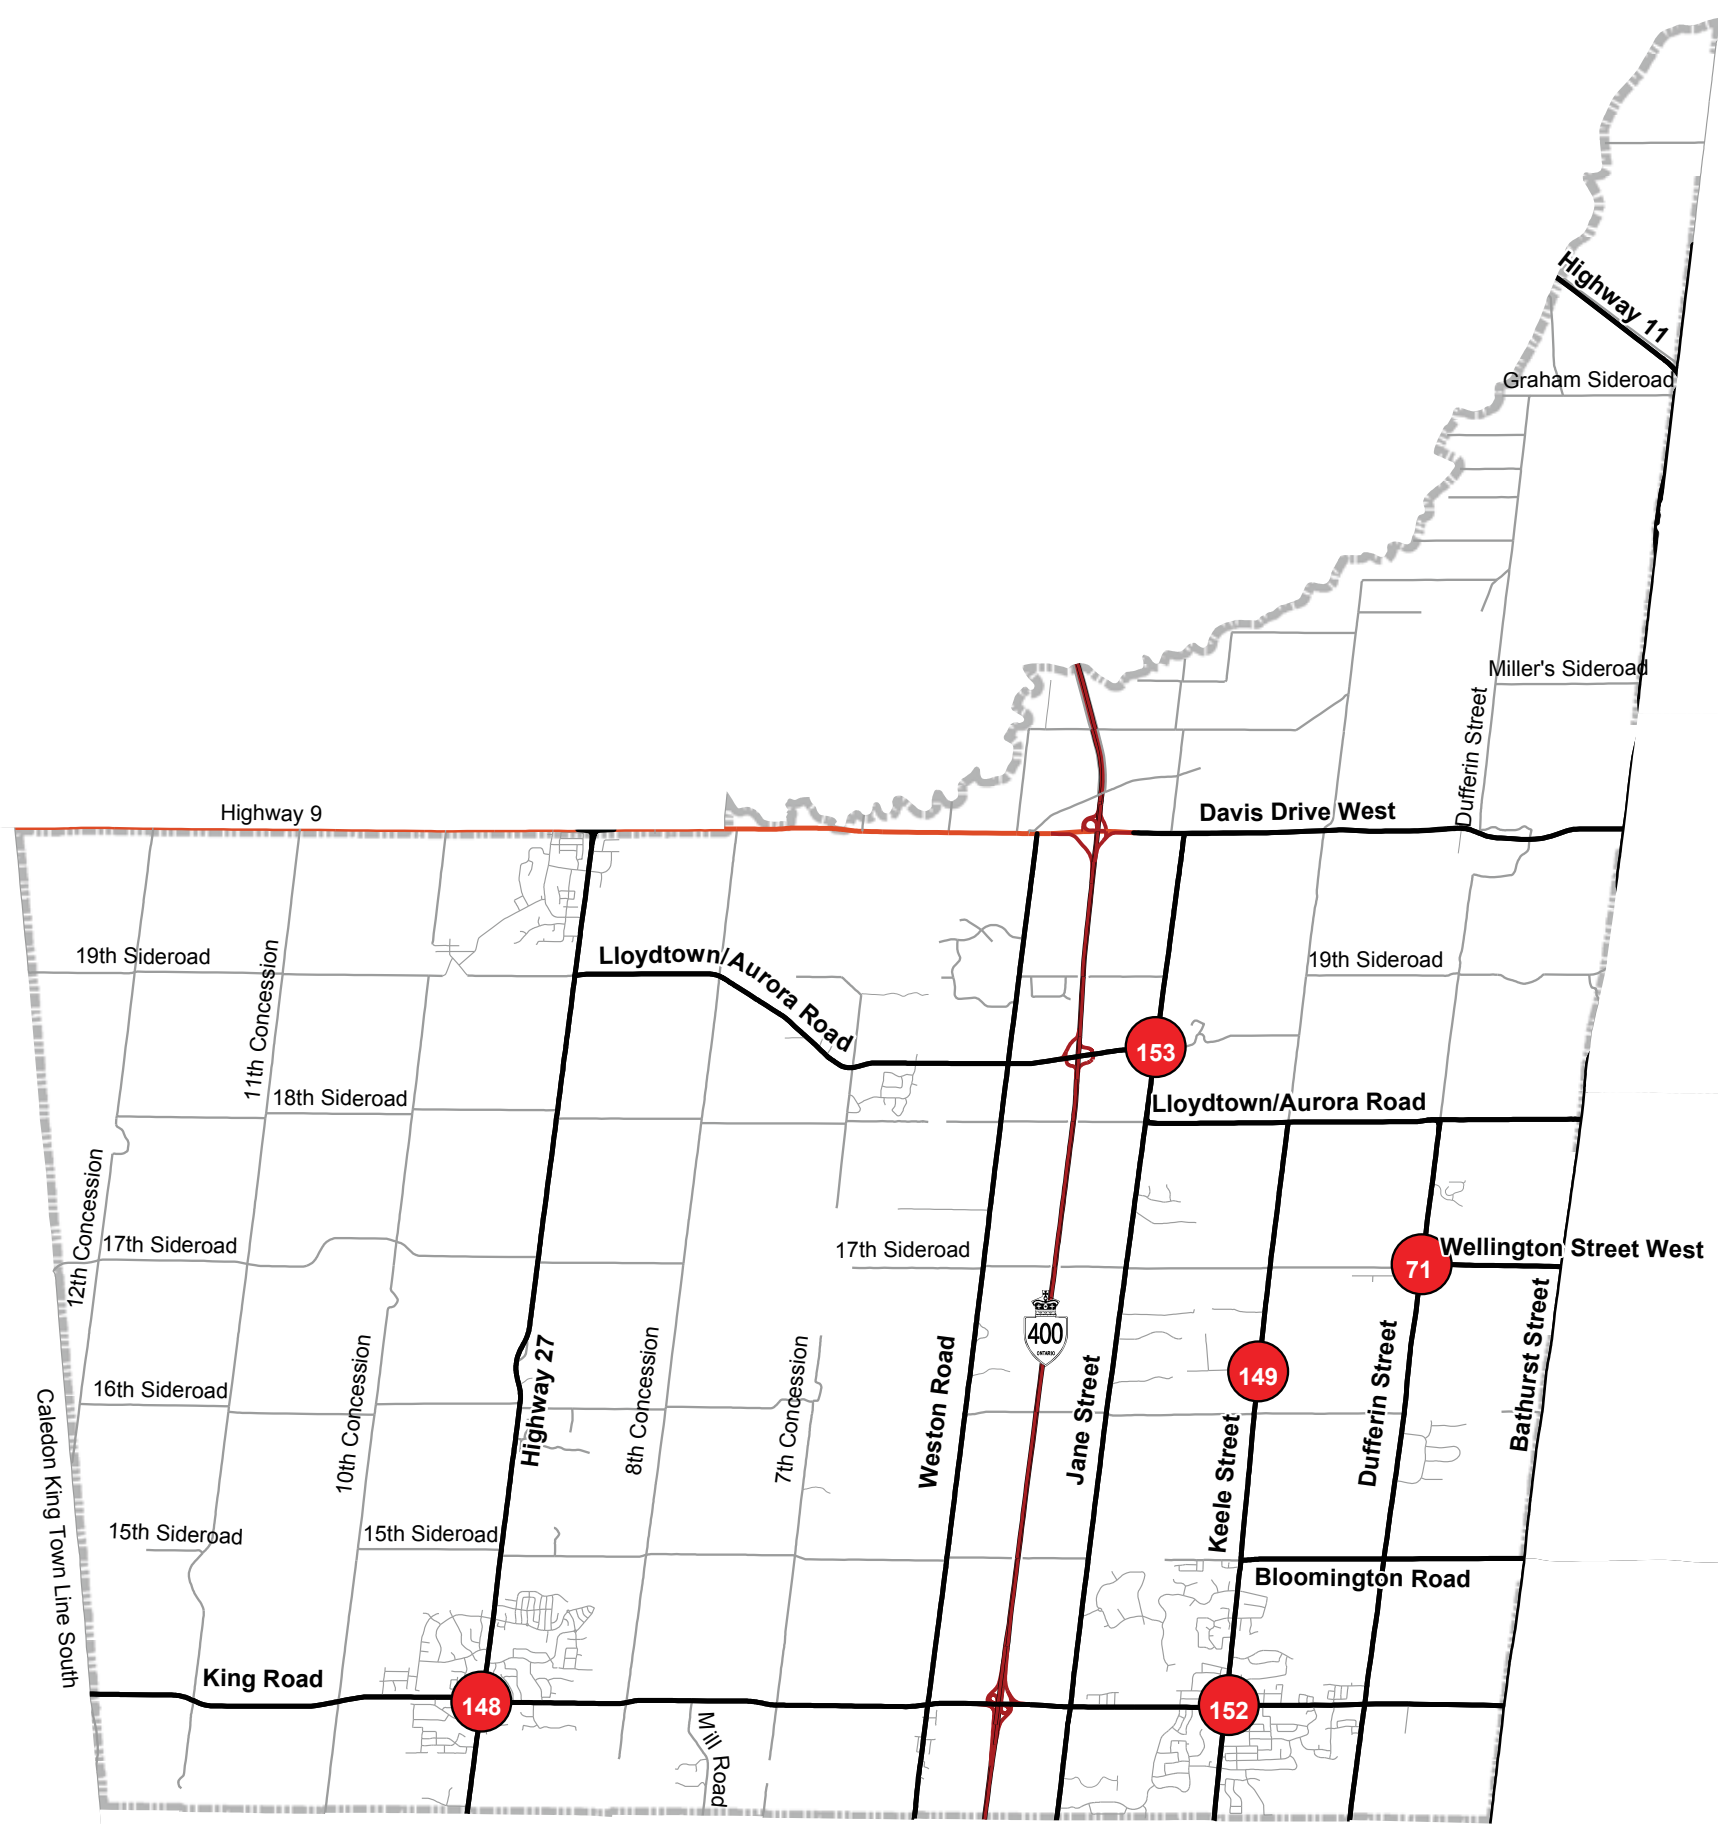 Highway 11
Graham Sideroad
Miller's Sideroad
Dufferin Street
Highway 9
Davis Drive West
19th Sideroad
11th Concession
Lloydtown/Aurora Road
19th Sideroad
153
18th Sideroad
Lloydtown/Aurora Road
12th Concession
17th Sideroad
17th Sideroad
71
Wellington Street West
400
ONTARIO
Highway 27
10th Concession
8th Concession
7th Concession
Weston Road
Jane Street
149
Keele Street
Dufferin Street
Bathurst Street
16th Sideroad
Caledon King Town Line South
15th Sideroad
15th Sideroad
Bloomington Road
King Road
148
152
Mill Road